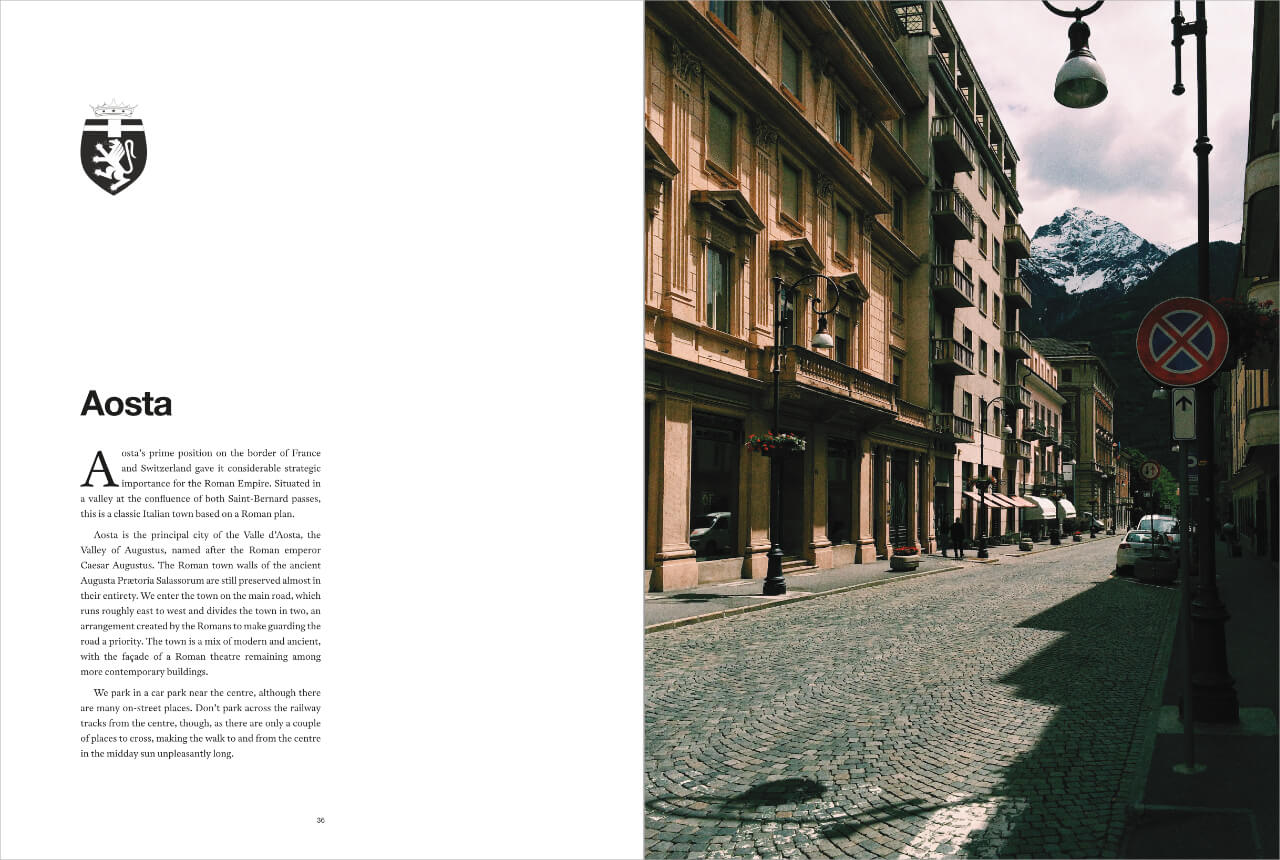 Aosta
Aosta's prime position on the border of France
and Switzerland gave it considerable strategic
importance for the Roman Empire. Situated in
a valley at the confluence of both Saint-Bernard passes,
this is a classic Italian town based on a Roman plan.
Aosta is the principal city of the Valle d'Aosta, the
Valley of Augustus, named after the Roman emperor
Caesar Augustus. The Roman town walls of the ancient
Augusta Prætoria Salassorum are still preserved almost in
their entirety. We enter the town on the main road, which
runs roughly east to west and divides the town in two, an
arrangement created by the Romans to make guarding the
road a priority. The town is a mix of modern and ancient,
with the façade of a Roman theatre remaining among
more contemporary buildings.
We park in a car park near the centre, although there
are many on-street places. Don't park across the railway
tracks from the centre, though, as there are only a couple
of places to cross, making the walk to and from the centre
in the midday sun unpleasantly long.
36